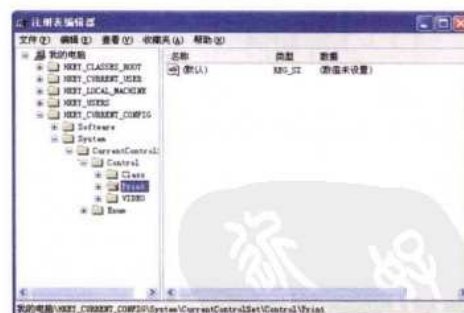 注册表编辑器
文件(F) 编辑(E) 查看(V) 收藏夹(A) 帮助(H)
我的电脑
HKEY_CLASSES_ROOT
HKEY_CURRENT_USER
HKEY_LOCAL_MACHINE
HKEY_USERS
HKEY_CURRENT_CONFIG
Software
System
CurrentControlS
Control
Class
Print
VIDEO
Enum
名称 类型 数据
(默认) REG_SZ (数值未设置)
我的电脑\HKEY_CURRENT_CONFIG\System\CurrentControlSet\Control\Print